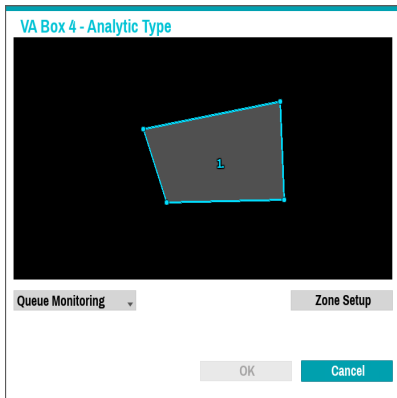 VA Box 4 - Analytic Type
1
Queue Monitoring
Zone Setup
OK
Cancel